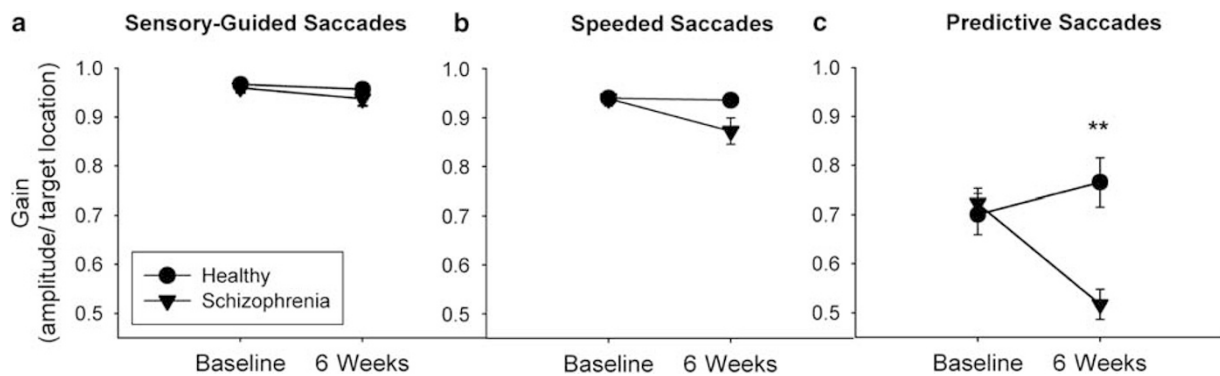 a Sensory-Guided Saccades b Speeded Saccades c Predictive Saccades
Gain
(amplitude/ target location)
1.0
0.9
0.8
0.7
0.6
0.5
Healthy
Schizophrenia
Baseline 6 Weeks
1.0
0.9
0.8
0.7
0.6
0.5
Baseline 6 Weeks
1.0
0.9
0.8
0.7
0.6
0.5
**
Baseline 6 Weeks